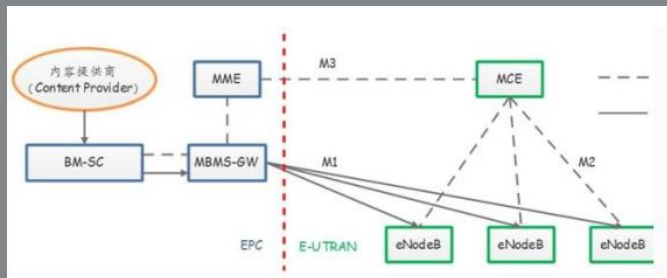 内容提供商
(Content Provider)
MME
M3
MCE
BM-SC
MBMS-GW
M1
M2
EPC
E-UTRAN
eNodeB
eNodeB
eNodeB